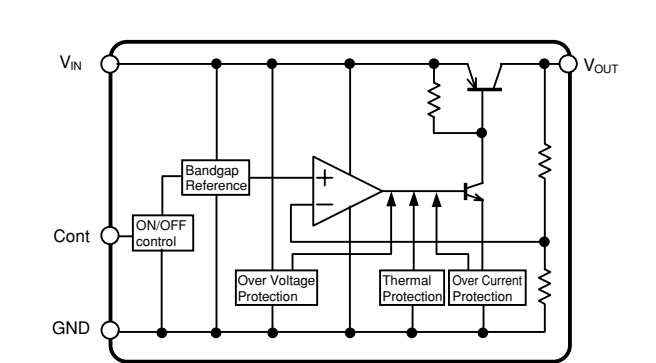 VIN
VOUT
Bandgap
Reference
+
−
ON/OFF
control
Cont
Over Voltage
Protection
Thermal
Protection
Over Current
Protection
GND